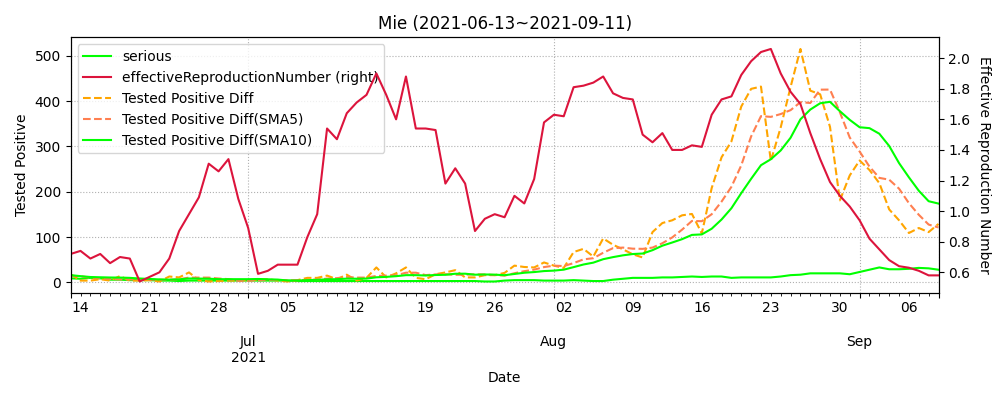 Mie (2021-06-13~2021-09-11)
serious
effectiveReproductionNumber (right)
Tested Positive Diff
Tested Positive Diff(SMA5)
Tested Positive Diff(SMA10)
Tested Positive
500
400
300
200
100
0
2.0
1.8
1.6
1.4
1.2
1.0
0.8
0.6
Effective Reproduction Number
14 21 28 05 12 19 26 02 09 16 23 30 06
Jul Aug Sep
2021
Date